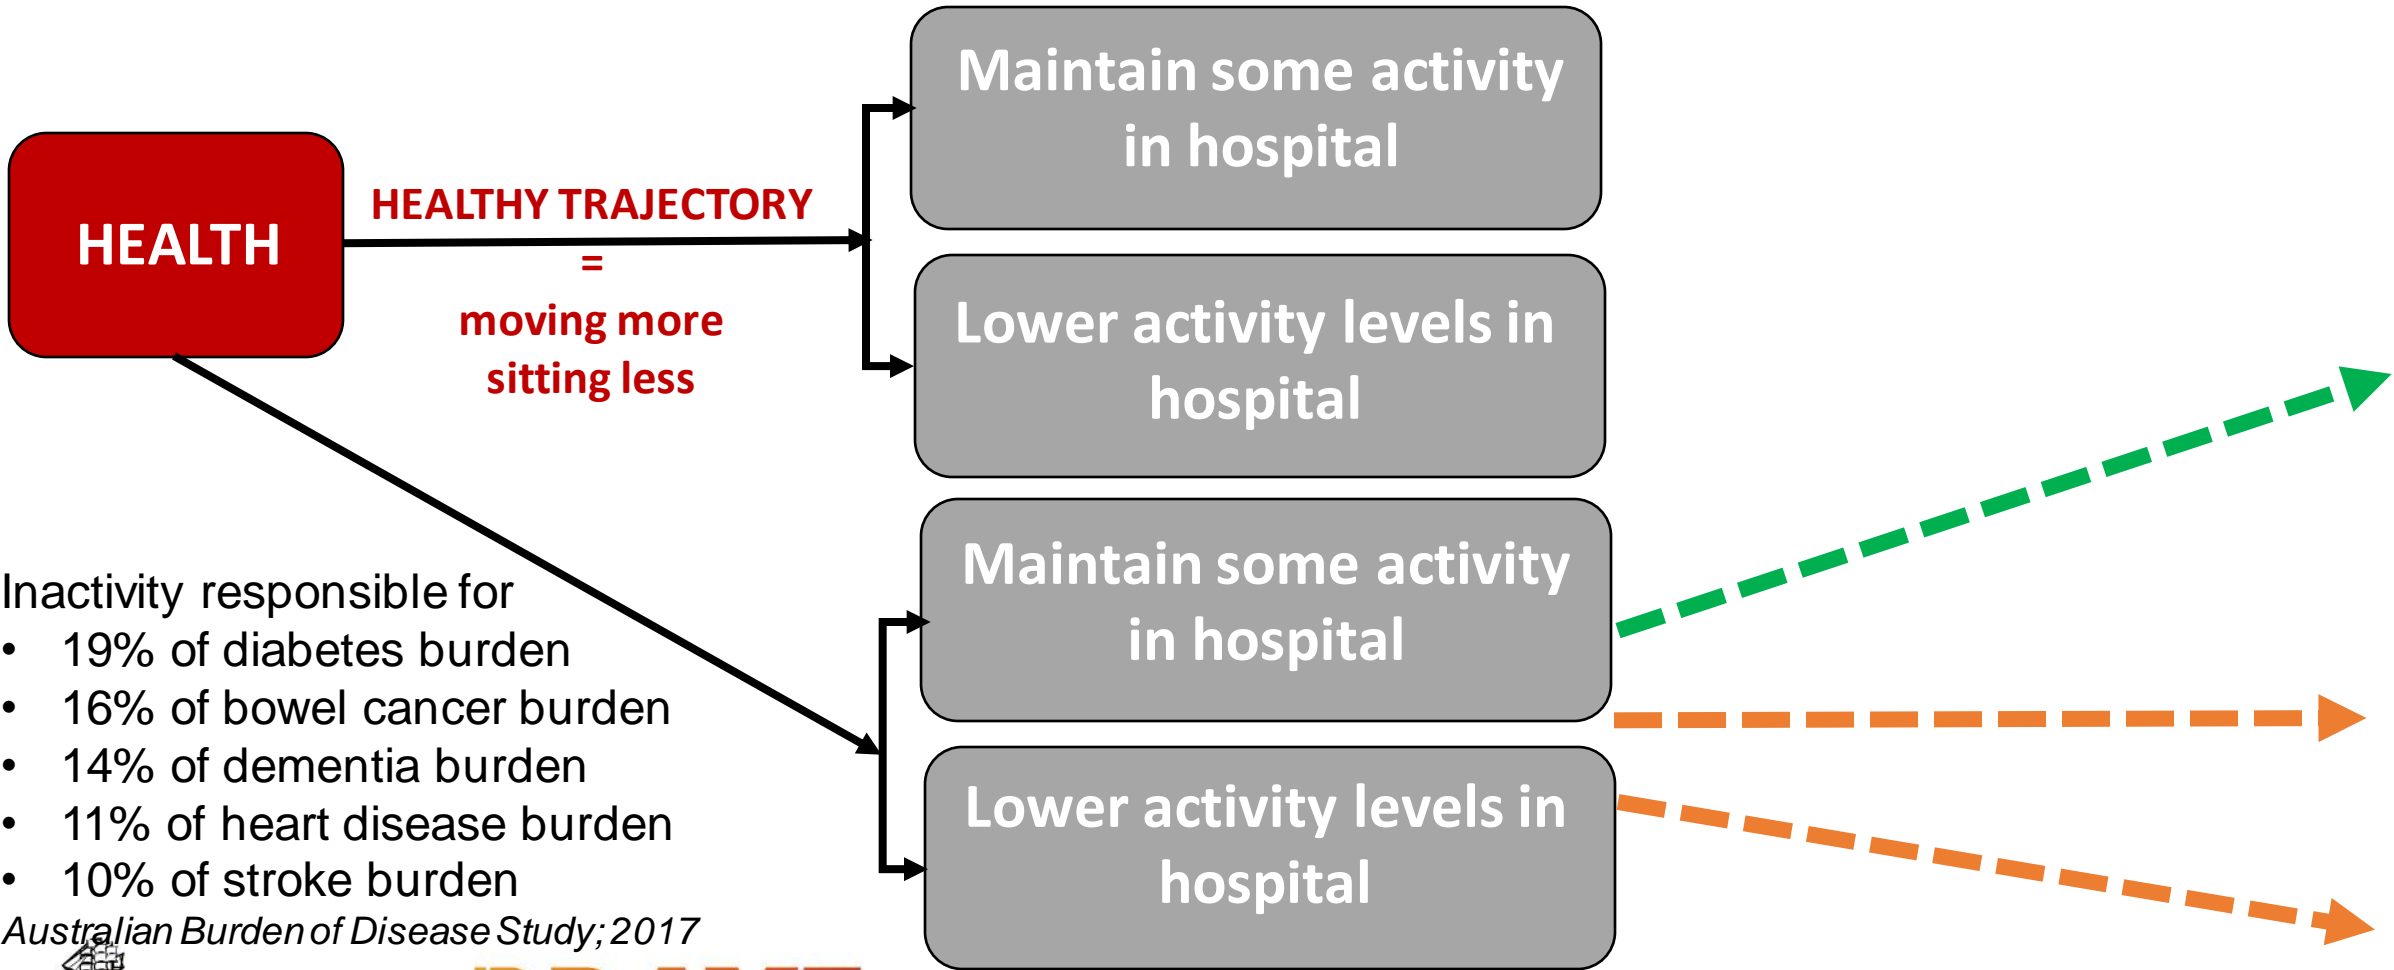 Maintain some activity
in hospital
HEALTH
HEALTHY TRAJECTORY
=
moving more
sitting less
Lower activity levels in
hospital
Maintain some activity
in hospital
Lower activity levels in
hospital
Inactivity responsible for
• 19% of diabetes burden
• 16% of bowel cancer burden
• 14% of dementia burden
• 11% of heart disease burden
• 10% of stroke burden
Australian Burden of Disease Study; 2017